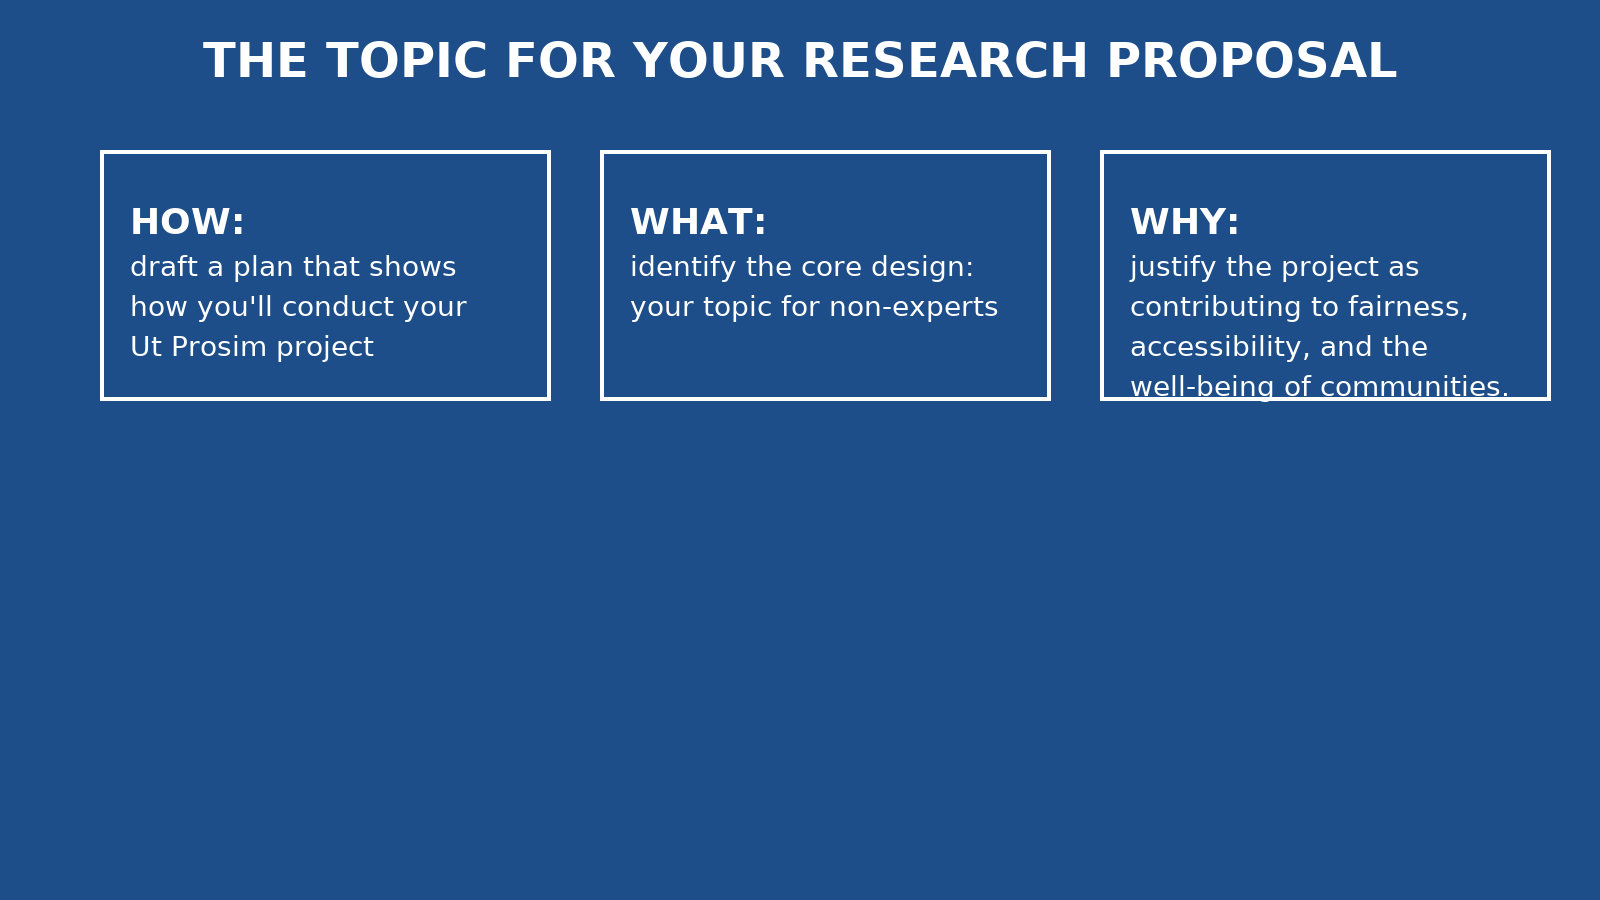 THE TOPIC FOR YOUR RESEARCH PROPOSAL
HOW:
draft a plan that shows
how you'll conduct your
Ut Prosim project
WHAT:
identify the core design:
your topic for non-experts
WHY:
justify the project as
contributing to fairness,
accessibility, and the
well-being of communities.